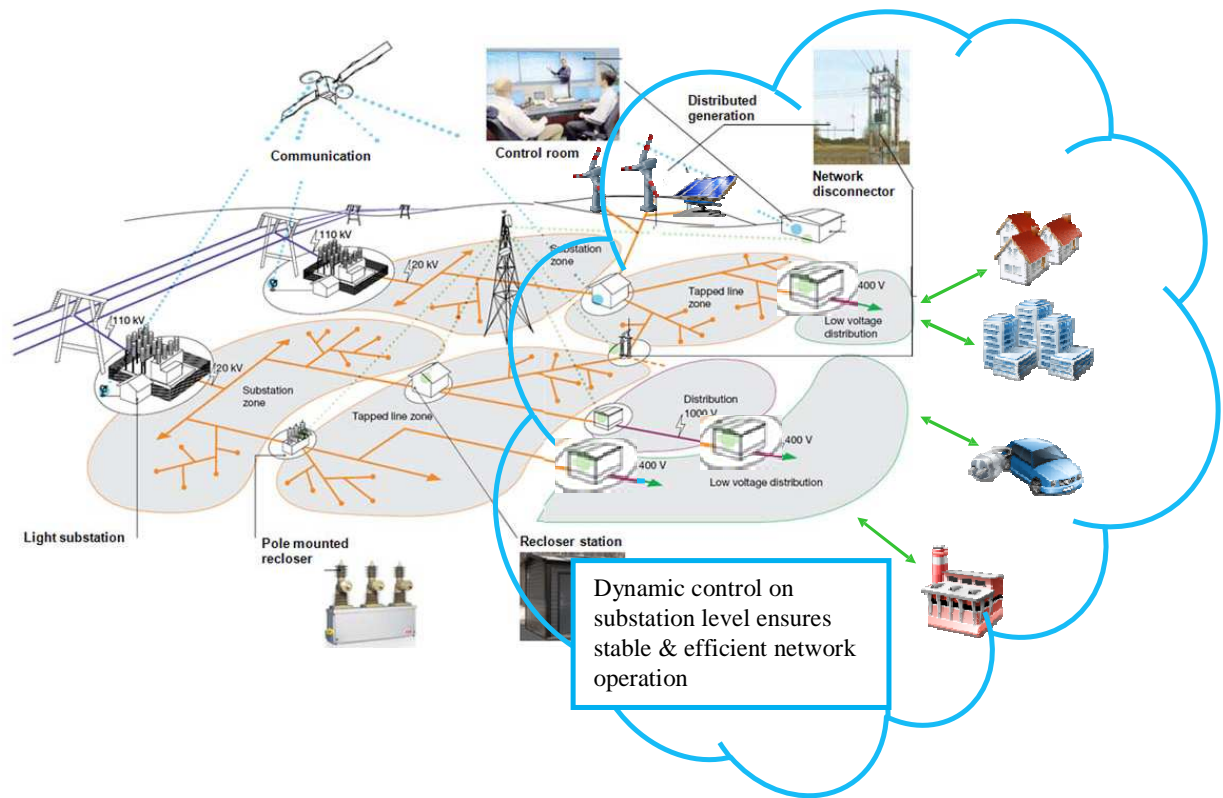 Communication
Control room
Distributed
generation
Network
disconnector
110 kV
20 kV
Substation
zone
Tapped line
zone
400 V
Low voltage
distribution
110 kV
20 kV
Substation
zone
Tapped line zone
Distribution
1000 V
400 V
400 V
Low voltage distribution
Light substation
Pole mounted
recloser
Recloser station
Dynamic control on
substation level ensures
stable & efficient network
operation